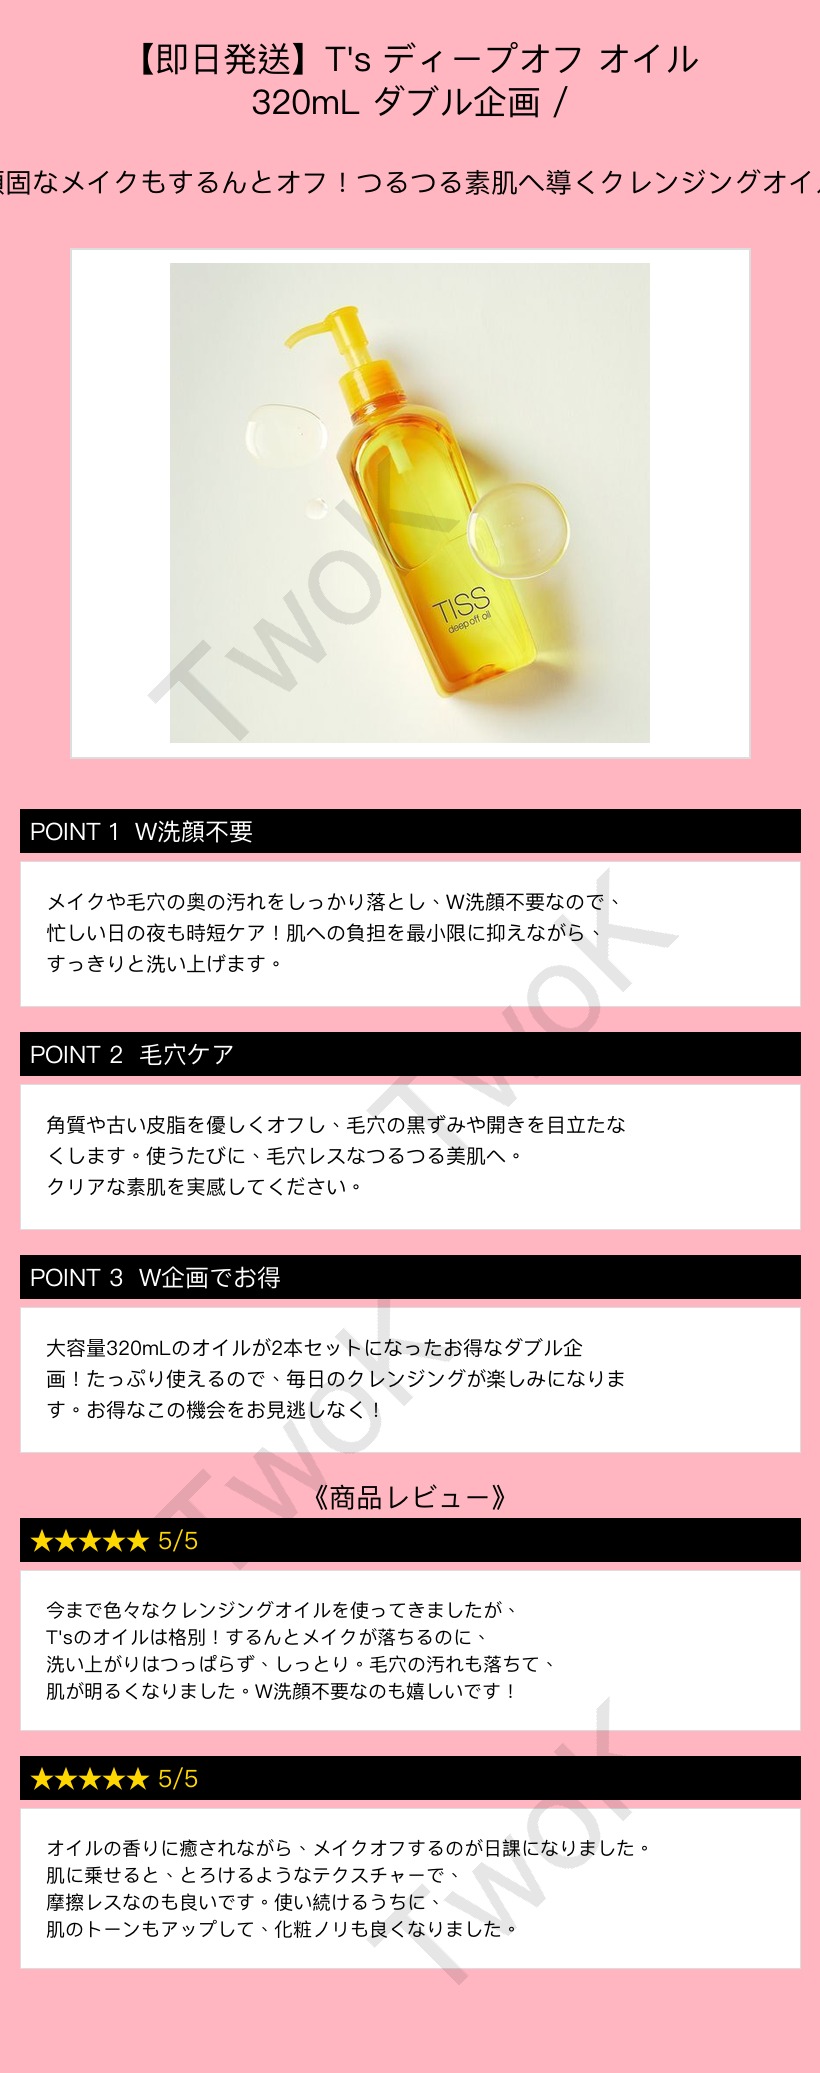 【即日発送】T's ディープオフ オイル
320mL ダブル企画 /
固なメイクもするんとオフ！つるつる素肌へ導くクレンジングオイ
TISS
deep off oil
TwoK
POINT 1 W洗顔不要
メイクや毛穴の奥の汚れをしっかり落とし、W洗顔不要なので、
忙しい日の夜も時短ケア！肌への負担を最小限に抑えながら、
すっきりと洗い上げます。
TwoK
POINT 2 毛穴ケア
角質や古い皮脂を優しくオフし、毛穴の黒ずみや開きを目立たな
くします。使うたびに、毛穴レスなつるつる美肌へ。
クリアな素肌を実感してください。
POINT 3 W企画でお得
大容量320mLのオイルが2本セットになったお得なダブル企
画！たっぷり使えるので、毎日のクレンジングが楽しみになりま
す。お得なこの機会をお見逃しなく！
TwoK
《商品レビュー》
★★★★★ 5/5
今まで色々なクレンジングオイルを使ってきましたが、
T'sのオイルは格別！するんとメイクが落ちるのに、
洗い上がりはつっぱらず、しっとり。毛穴の汚れも落ちて、
肌が明るくなりました。W洗顔不要なのも嬉しいです！
★★★★★ 5/5
オイルの香りに癒されながら、メイクオフするのが日課になりました。
肌に乗せると、とろけるようなテクスチャーで、
摩擦レスなのも良いです。使い続けるうちに、
肌のトーンもアップして、化粧ノリも良くなりました。
TwoK